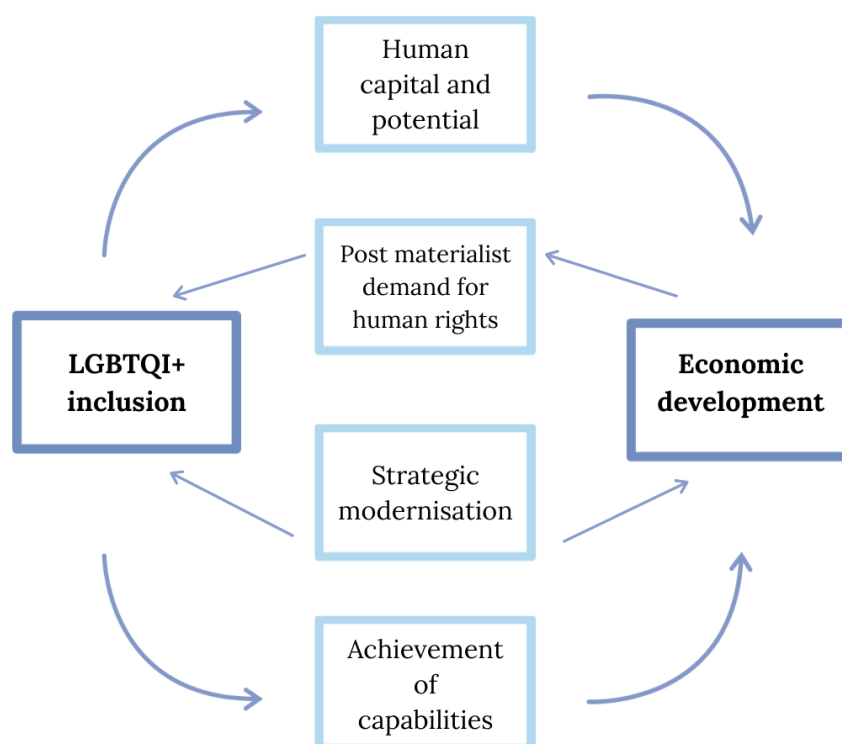 Human
capital and
potential
Post materialist
demand for
human rights
LGBTQI+
inclusion
Economic
development
Strategic
modernisation
Achievement
of
capabilities